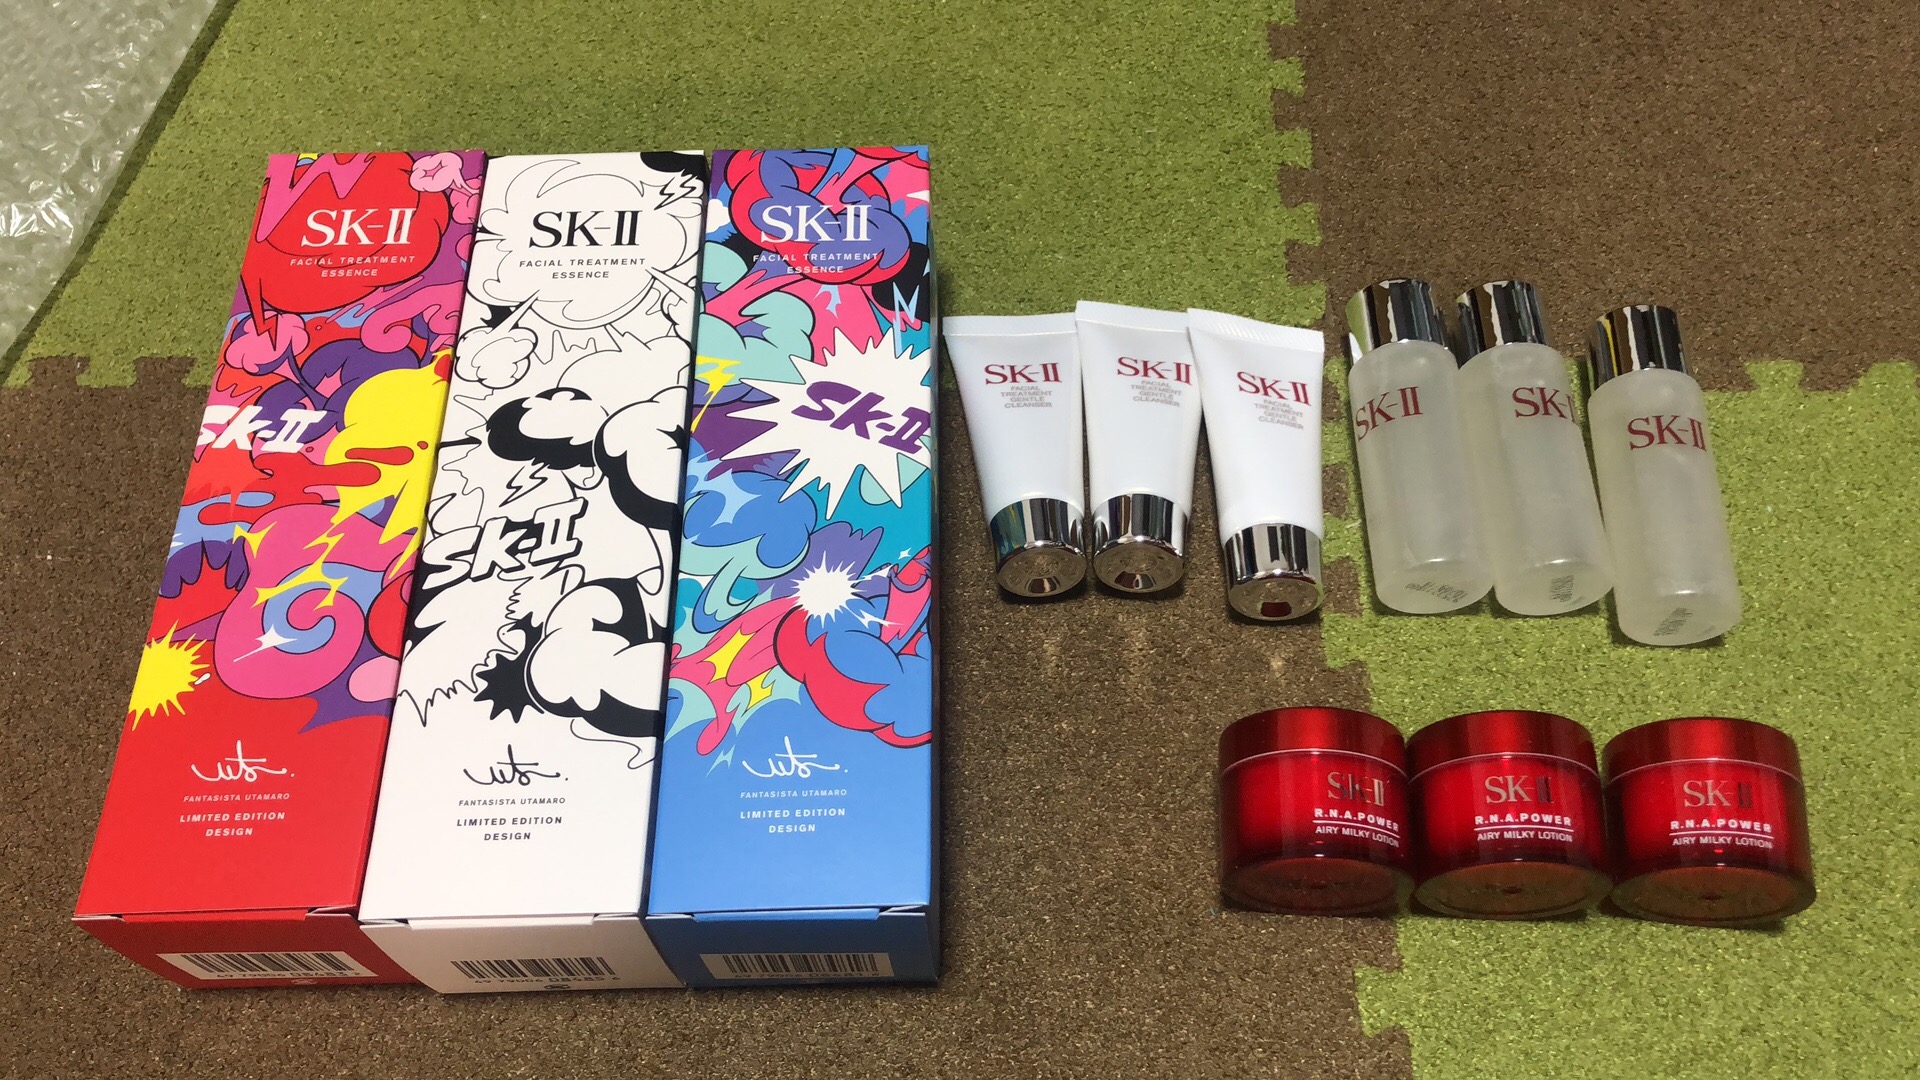 SK-II
FACIAL TREATMENT
ESSENCE
SK-II
FANTASISTA UTAMARO
LIMITED EDITION
DESIGN
SK-II
FACIAL TREATMENT
ESSENCE
SK-II
FANTASISTA UTAMARO
LIMITED EDITION
DESIGN
SK-II
FACIAL TREATMENT
ESSENCE
SK-II
FANTASISTA UTAMARO
LIMITED EDITION
DESIGN
SK-II
FACIAL
TREATMENT
GENTLE
CLEANSER
SK-II
FACIAL
TREATMENT
GENTLE
CLEANSER
SK-II
FACIAL
TREATMENT
GENTLE
CLEANSER
SK-II
SK-I
SK-II
SK-II
R.N.A.POWER
AIRY MILKY LOTION
SK-II
R.N.A.POWER
AIRY MILKY LOTION
SK-II
R.N.A.POWER
AIRY MILKY LOTION